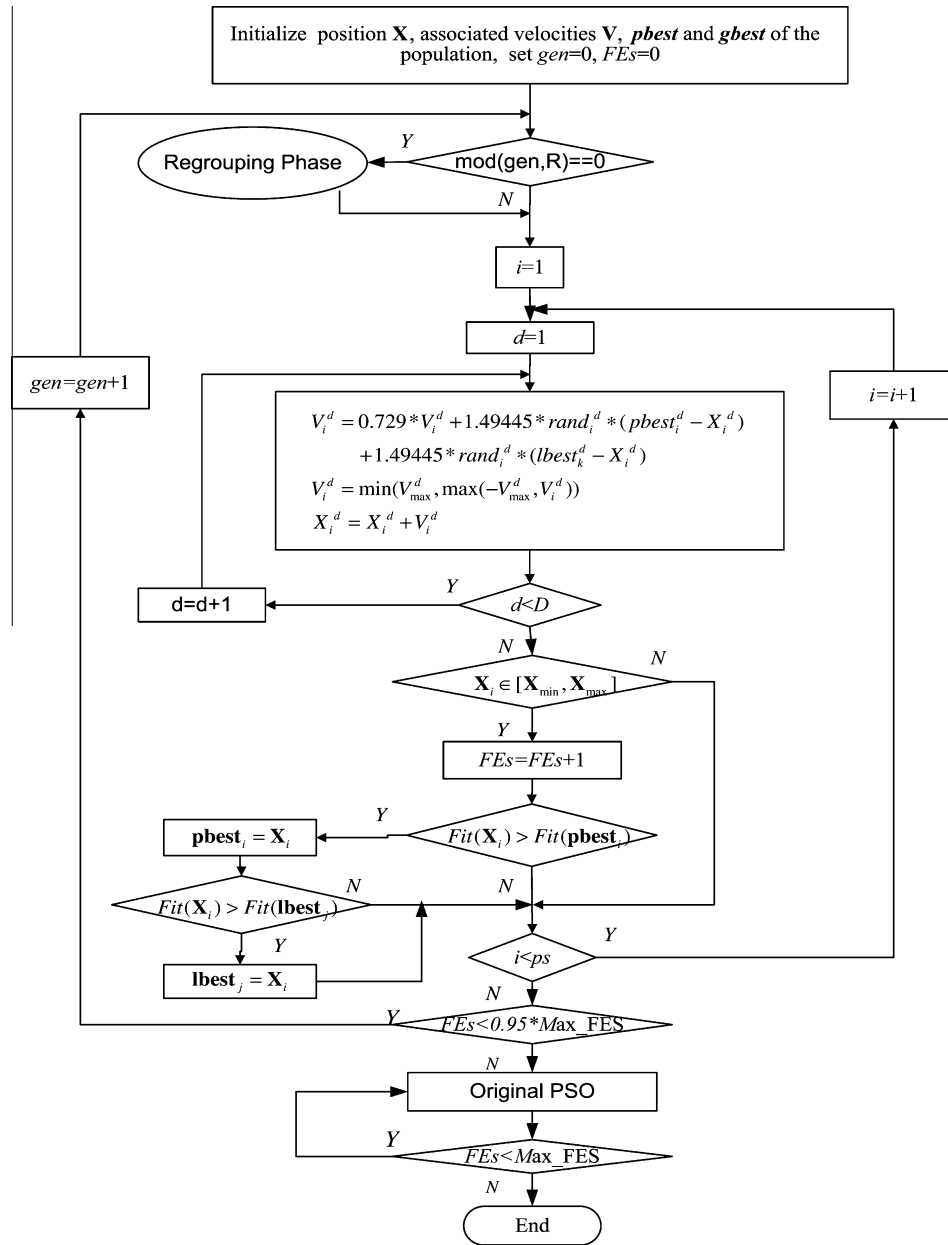 Initialize position X, associated velocities V, pbest and gbest of the
population, set gen=0, FEs=0
Y
Regrouping Phase
mod(gen,R)==0
N
i=1
d=1
gen=gen+1
i=i+1
V_i^d = 0.729*V_i^d +1.49445*rand_i^d *(pbest_i^d − X_i^d)
+1.49445*rand_i^d *(lbest_k^d − X_i^d)
V_i^d = min(V_max^d, max(−V_max^d, V_i^d))
X_i^d = X_i^d + V_i^d
Y
d=d+1
d<D
N
N
X_i ∈ [X_min, X_max]
Y
FEs=FEs+1
Y
pbest_i = X_i
Fit(X_i) > Fit(pbest_i)
N
N
Fit(X_i) > Fit(lbest_j)
Y
Y
i<ps
lbest_j = X_i
N
Y
FEs<0.95*Max_FES
N
Original PSO
Y
FEs<Max_FES
N
End